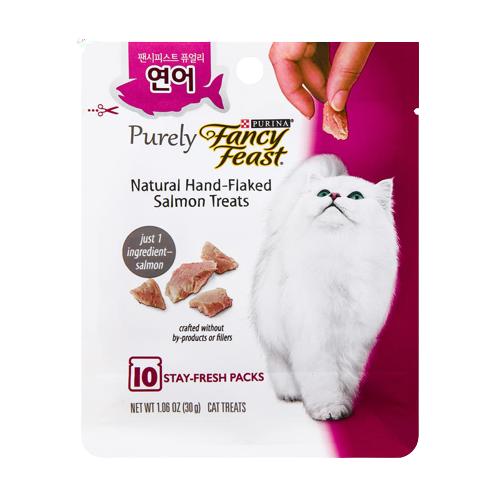 팬시피스트 퓨얼리
연어
PURINA
Purely Fancy Feast
Natural Hand-Flaked
Salmon Treats
just 1
ingredient–
salmon
crafted without
by-products or fillers
10 STAY-FRESH PACKS
NET WT 1.06 OZ (30g) CAT TREATS